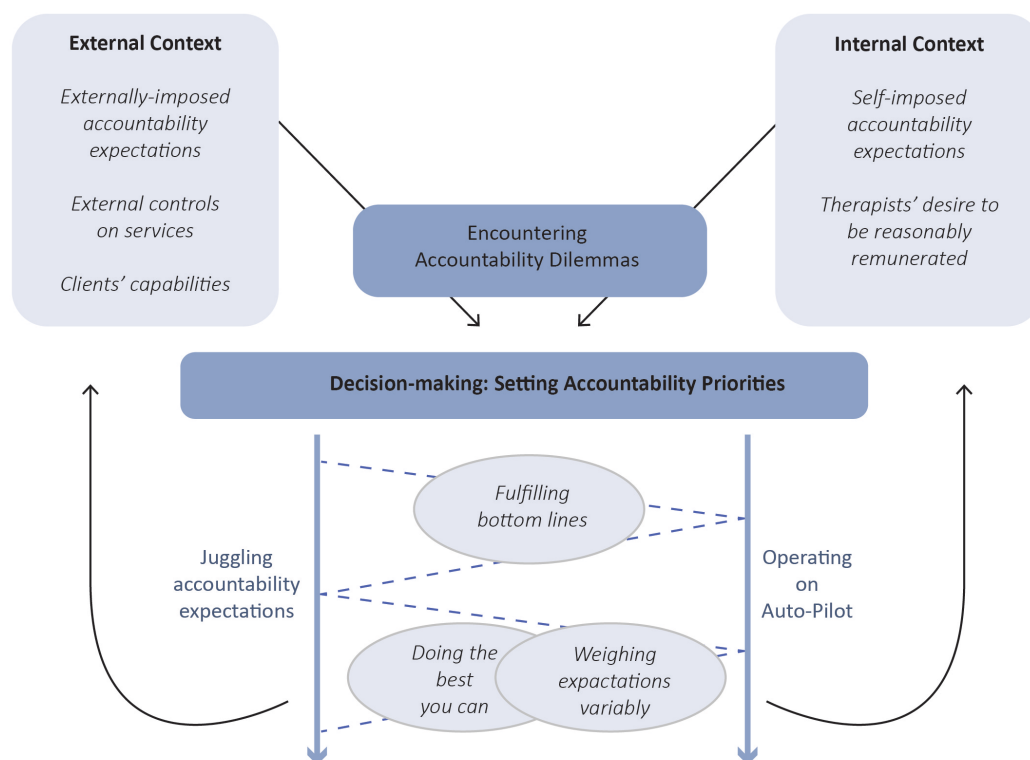 External Context
Externally-imposed
accountability
expectations
External controls
on services
Clients’ capabilities
Internal Context
Self-imposed
accountability
expectations
Therapists’ desire to
be reasonably
remunerated
Encountering
Accountability Dilemmas
Decision-making: Setting Accountability Priorities
Fulfilling
bottom lines
Juggling
accountability
expectations
Operating
on
Auto-Pilot
Doing the
best
you can
Weighing
expactations
variably